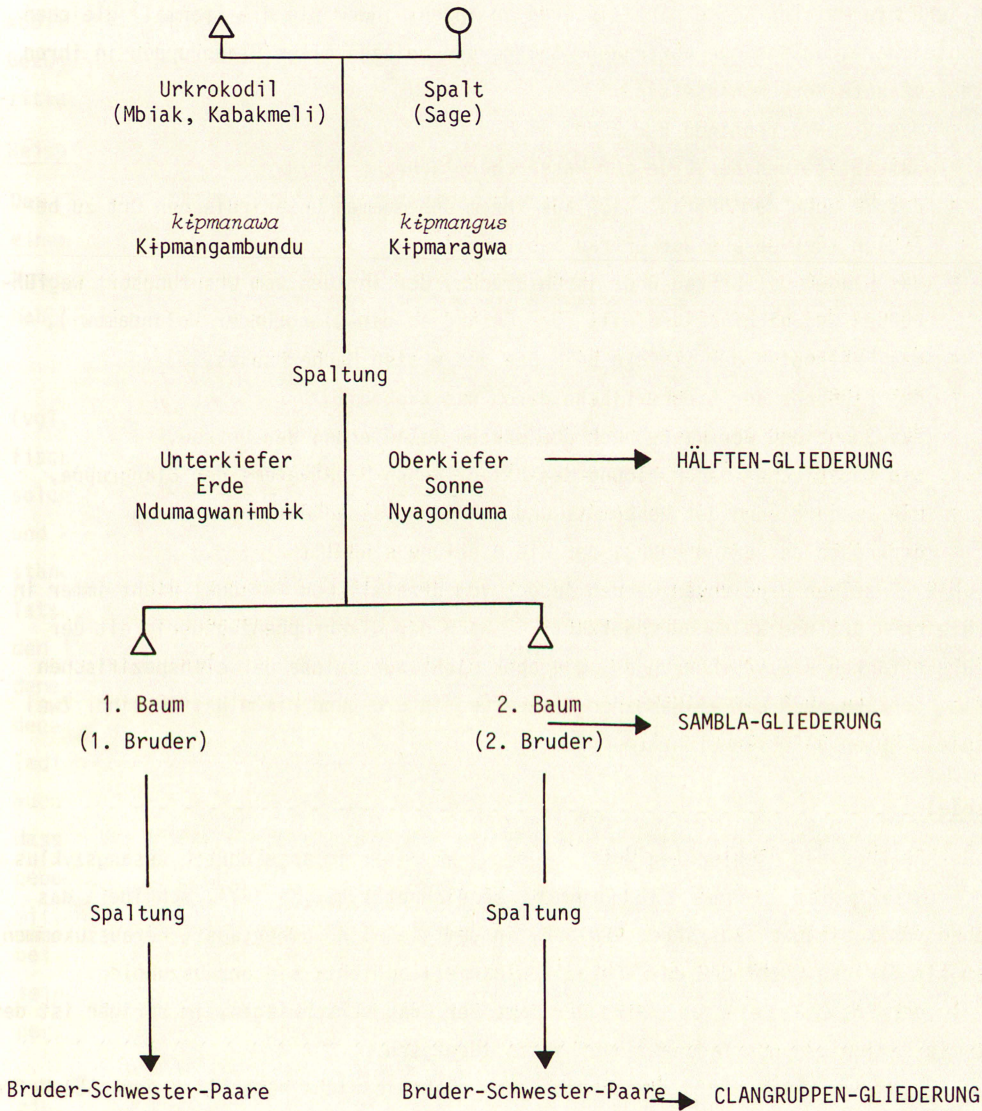 Urkrokodil
(Mbiak, Kabakmeli)
Spalt
(Sage)
kɨpmanawa
Kɨpmangambundu
kɨpmangus
Kɨpmaragwa
Spaltung
Unterkiefer
Erde
Ndumagwanɨmbɨk
Oberkiefer
Sonne
Nyagonduma
HÄLFTEN-GLIEDERUNG
1. Baum
(1. Bruder)
2. Baum
(2. Bruder)
SAMBLA-GLIEDERUNG
Spaltung
Spaltung
Bruder-Schwester-Paare
Bruder-Schwester-Paare
CLANGRUPPEN-GLIEDERUNG